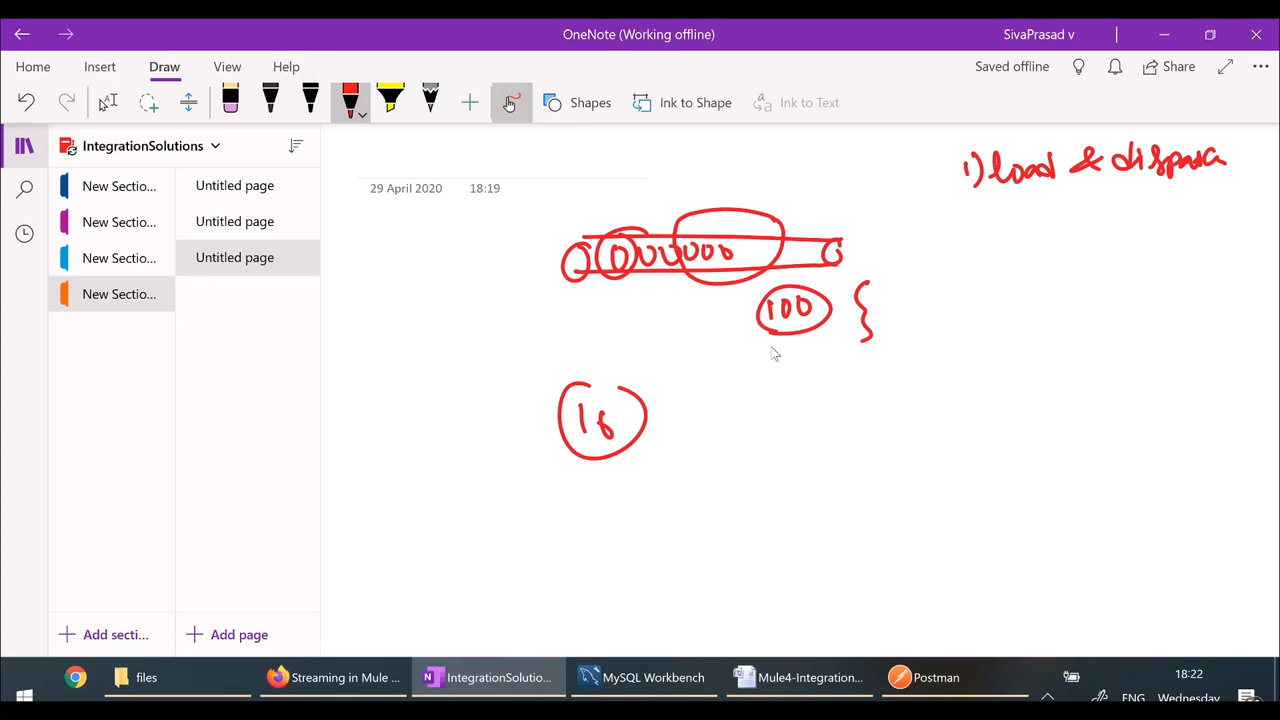 OneNote (Working offline)
SivaPrasad v
Home Insert Draw View Help
Saved offline
Share
Shapes
Ink to Shape
Ink to Text
IntegrationSolutions
New Sectio...
New Sectio...
New Sectio...
New Sectio...
Untitled page
Untitled page
Untitled page
Add secti...
Add page
29 April 2020 18:19
1) load &
100
files
Streaming in Mule ...
IntegrationSolutio...
MySQL Workbench
Mule4-Integration...
Postman
ENG
18:22
Wednesday